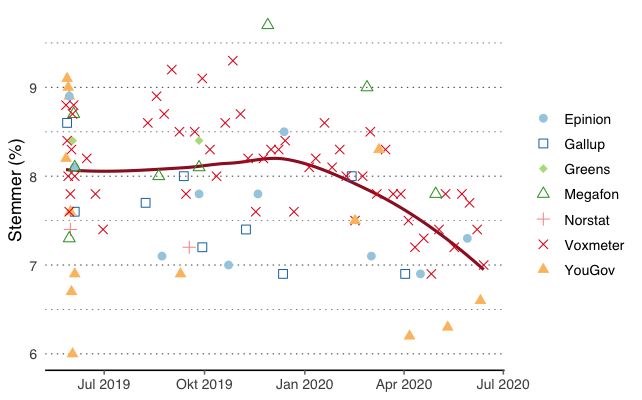 Stemmer (%)
9
8
7
6
Jul 2019
Okt 2019
Jan 2020
Apr 2020
Jul 2020
Epinion
Gallup
Greens
Megafon
Norstat
Voxmeter
YouGov